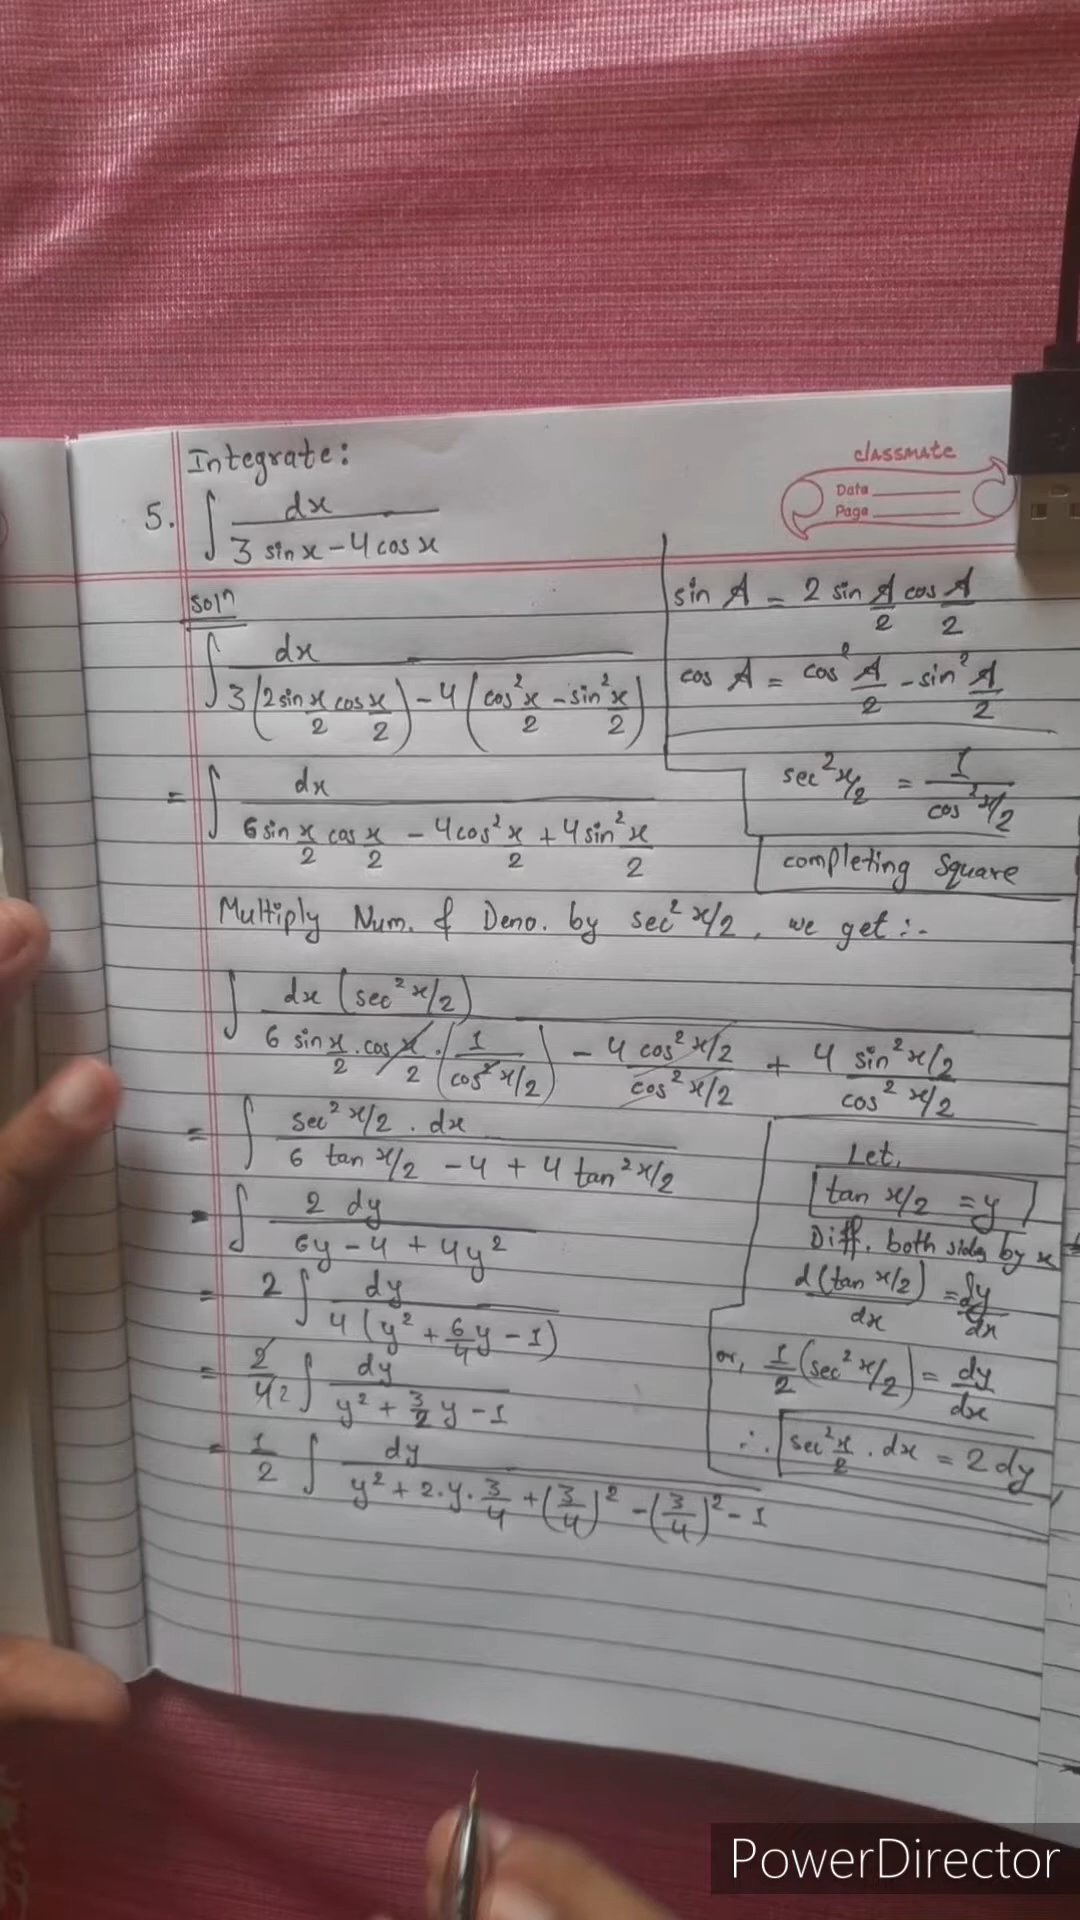 Integrate:
classmate
Date
Page
5. ∫ dx / (3 sin x - 4 cos x)
Solⁿ
sin A = 2 sin A/2 cos A/2
∫ dx / (3(2 sin x/2 cos x/2) - 4(cos² x/2 - sin² x/2))
cos A = cos² A/2 - sin² A/2
sec² x/2 = 1 / (cos² x/2)
= ∫ dx / (6 sin x/2 cos x/2 - 4 cos² x/2 + 4 sin² x/2)
completing Square
Multiply Num. & Deno. by sec² x/2, we get :-
∫ dx (sec² x/2) / (6 sin x/2 . cos x/2 . (1 / (cos² x/2)) - 4 cos² x/2 / (cos² x/2) + 4 sin² x/2 / (cos² x/2))
= ∫ sec² x/2 . dx / (6 tan x/2 - 4 + 4 tan² x/2)
= ∫ 2 dy / (6y - 4 + 4y²)
= 2 ∫ dy / (4(y² + 6/4 y - 1))
= 2/4 2 ∫ dy / (y² + 3/2 y - 1)
= 1/2 ∫ dy / (y² + 2.y. 3/4 + (3/4)² - (3/4)² - 1)
Let,
tan x/2 = y
Diff. both sides by x
d(tan x/2)/dx = dy/dx
or, 1/2 (sec² x/2) = dy/dx
∴ sec² x/2 . dx = 2 dy
PowerDirector